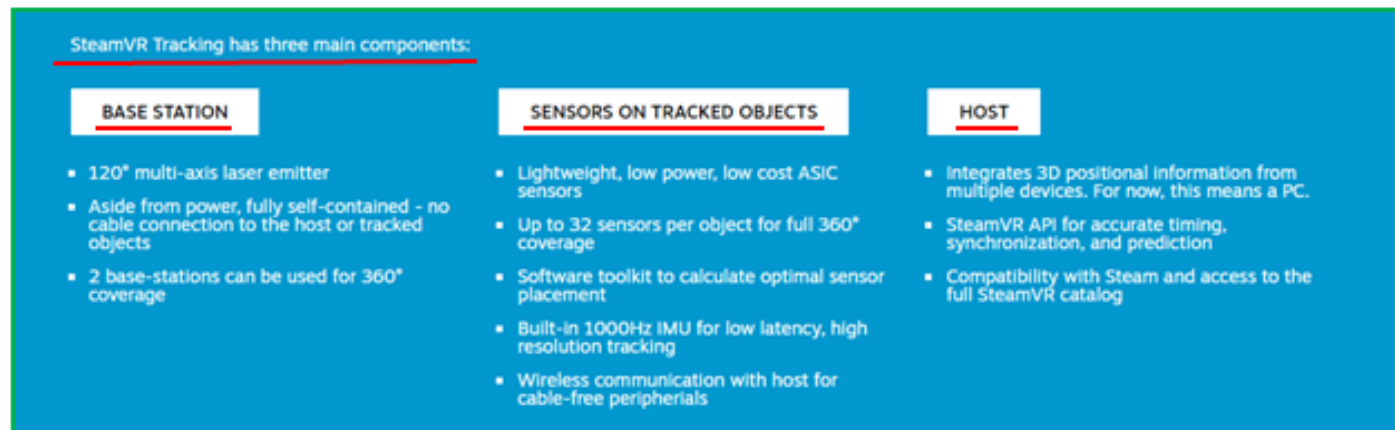 SteamVR Tracking has three main components:
BASE STATION
▪ 120° multi-axis laser emitter
▪ Aside from power, fully self-contained - no
cable connection to the host or tracked
objects
▪ 2 base-stations can be used for 360°
coverage
SENSORS ON TRACKED OBJECTS
▪ Lightweight, low power, low cost ASIC
sensors
▪ Up to 32 sensors per object for full 360°
coverage
▪ Software toolkit to calculate optimal sensor
placement
▪ Built-in 1000Hz IMU for low latency, high
resolution tracking
▪ Wireless communication with host for
cable-free peripherials
HOST
▪ Integrates 3D positional information from
multiple devices. For now, this means a PC.
▪ SteamVR API for accurate timing,
synchronization, and prediction
▪ Compatibility with Steam and access to the
full SteamVR catalog